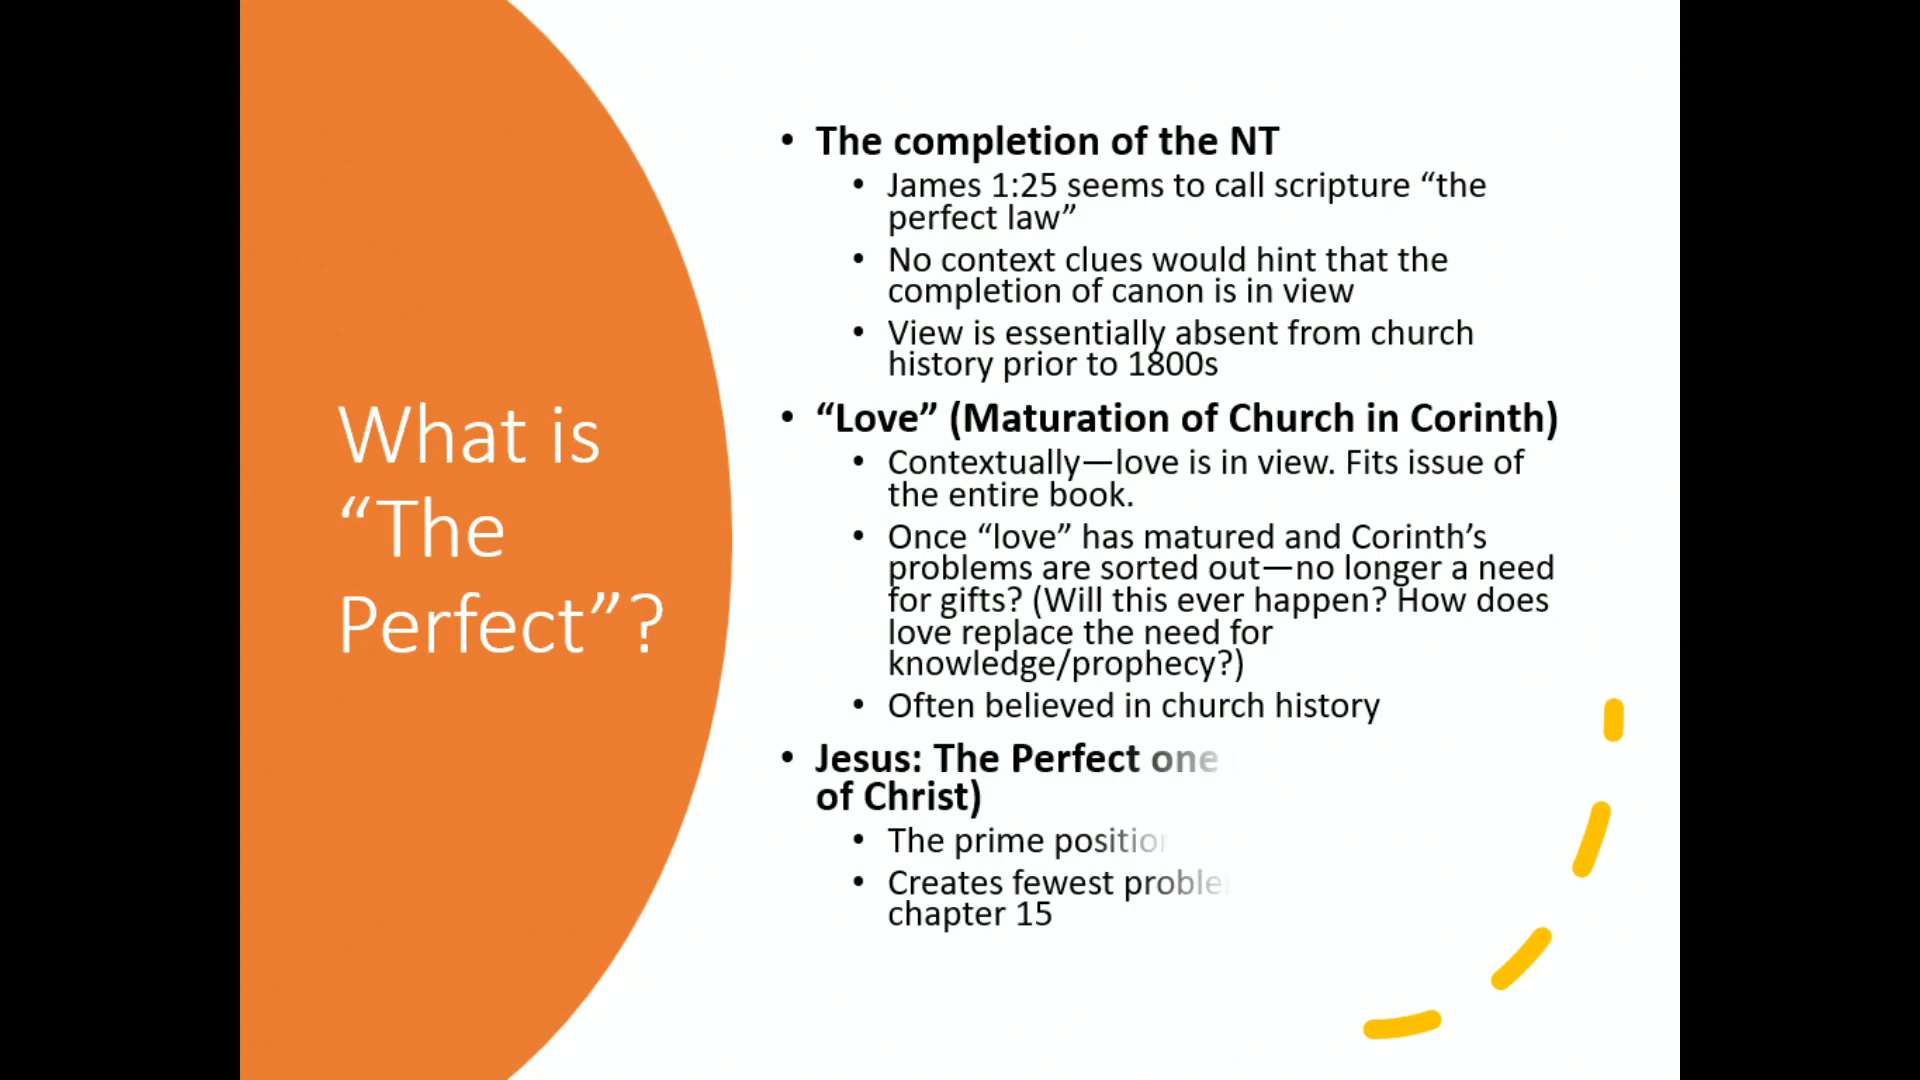 What is
“The
Perfect”?
• The completion of the NT
• James 1:25 seems to call scripture “the
perfect law”
• No context clues would hint that the
completion of canon is in view
• View is essentially absent from church
history prior to 1800s
• “Love” (Maturation of Church in Corinth)
• Contextually—love is in view. Fits issue of
the entire book.
• Once “love” has matured and Corinth’s
problems are sorted out—no longer a need
for gifts? (Will this ever happen? How does
love replace the need for
knowledge/prophecy?)
• Often believed in church history
• Jesus: The Perfect one
of Christ)
• The prime
• Creates fewest
chapter 15